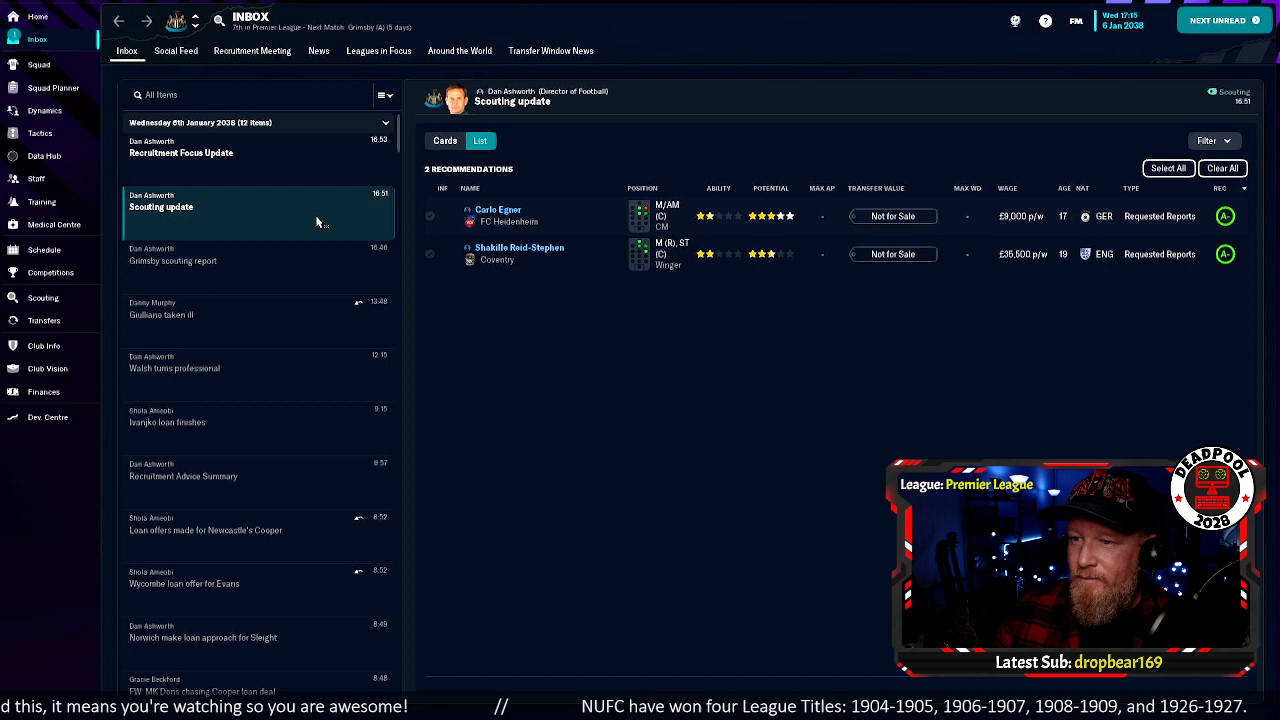 Home
Inbox
Squad
Squad Planner
Dynamics
Tactics
Data Hub
Staff
Training
Medical Centre
Schedule
Competitions
Scouting
Transfers
Club Info
Club Vision
Finances
Dev. Centre
INBOX
7th in Premier League - Next Match: Grimsby (A) (5 days)
FM
Wed 17:15
6 Jan 2038
NEXT UNREAD
Inbox
Social Feed
Recruitment Meeting
News
Leagues in Focus
Around the World
Transfer Window News
All Items
Wednesday 6th January 2038 (12 items)
Dan Ashworth 16:53
Recruitment Focus Update
Dan Ashworth 16:51
Scouting update
Dan Ashworth 16:46
Grimsby scouting report
Danny Murphy 13:48
Giulliano taken ill
Dan Ashworth 12:15
Walsh turns professional
Shola Ameobi 9:15
Ivanjko loan finishes
Dan Ashworth 8:57
Recruitment Advice Summary
Shola Ameobi 8:52
Loan offers made for Newcastle's Cooper
Shola Ameobi 8:52
Wycombe loan offer for Evans
Dan Ashworth 8:49
Norwich make loan approach for Sleight
Gracie Beckford 8:48
FW: MK Dons chasing Cooper loan deal
Dan Ashworth (Director of Football)
Scouting update
Scouting
16:51
Cards
List
Filter
2 RECOMMENDATIONS
Select All
Clear All
INF NAME POSITION ABILITY POTENTIAL MAX AP TRANSFER VALUE MAX WD WAGE AGE NAT TYPE REC
Carlo Egner
FC Heidenheim
M/AM (C)
CM
- Not for Sale - £9,000 p/w 17 GER Requested Reports A-
Shakille Reid-Stephen
Coventry
M (R), ST (C)
Winger
- Not for Sale - £35,500 p/w 19 ENG Requested Reports A-
League: Premier League
DEADPOOL
2028
Latest Sub: dropbear169
d this, it means you're watching so you are awesome! // NUFC have won four League Titles: 1904-1905, 1906-1907, 1908-1909, and 1926-1927.